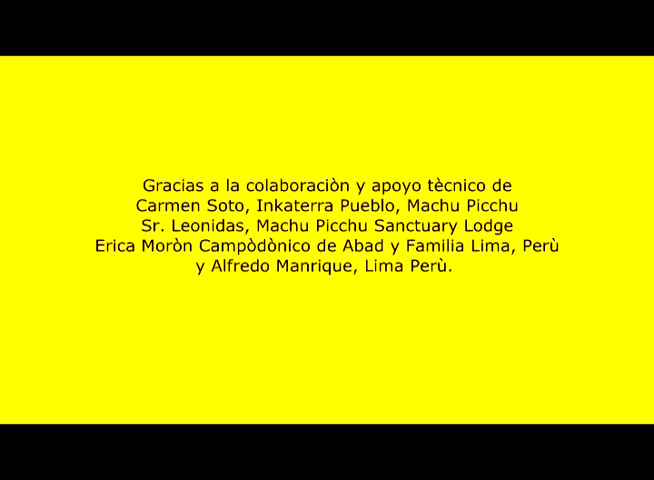 Gracias a la colaboraciòn y apoyo tècnico de
Carmen Soto, Inkaterra Pueblo, Machu Picchu
Sr. Leonidas, Machu Picchu Sanctuary Lodge
Erica Moròn Campòdònico de Abad y Familia Lima, Perù
y Alfredo Manrique, Lima Perù.